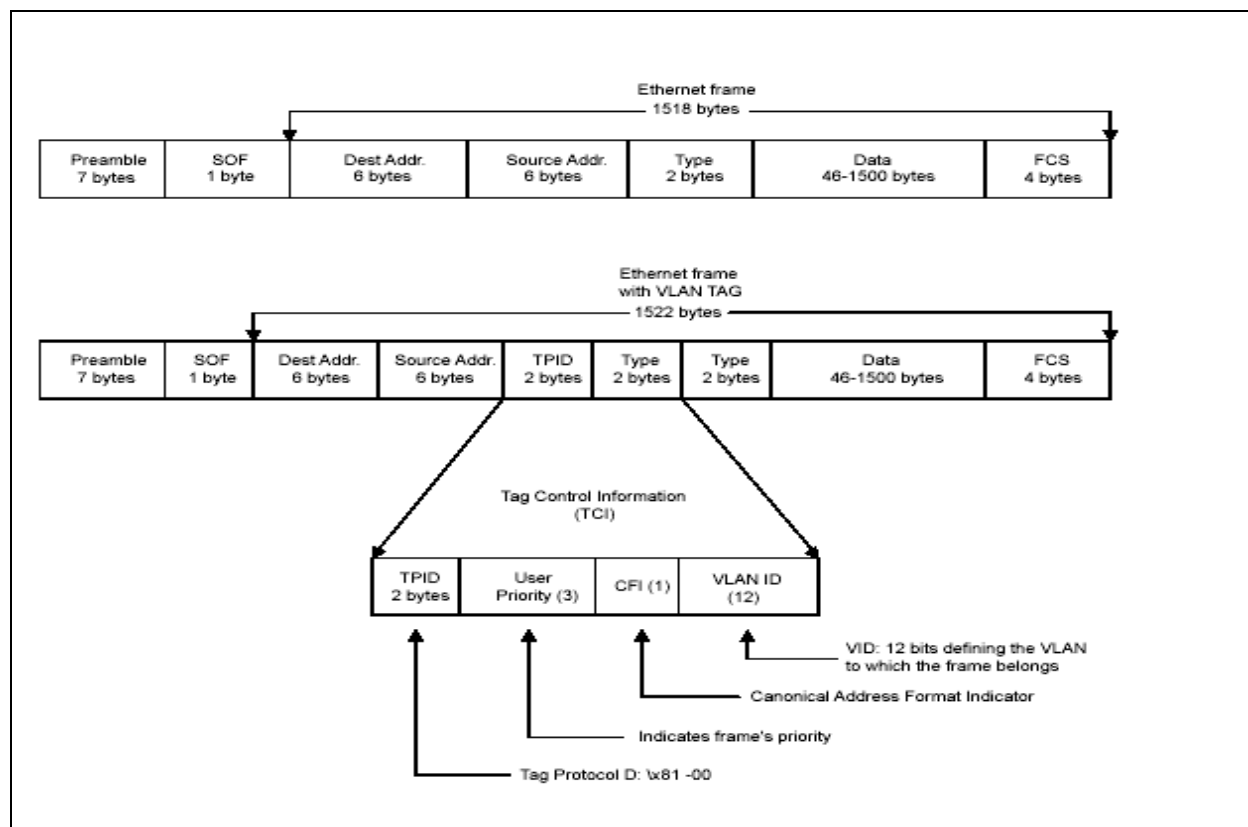 Ethernet frame
1518 bytes
Preamble
7 bytes
SOF
1 byte
Dest Addr.
6 bytes
Source Addr.
6 bytes
Type
2 bytes
Data
46-1500 bytes
FCS
4 bytes
Ethernet frame
with VLAN TAG
1522 bytes
Preamble
7 bytes
SOF
1 byte
Dest Addr.
6 bytes
Source Addr.
6 bytes
TPID
2 bytes
Type
2 bytes
Type
2 bytes
Data
46-1500 bytes
FCS
4 bytes
Tag Control Information
(TCI)
TPID
2 bytes
User
Priority (3)
CFI (1)
VLAN ID
(12)
VID: 12 bits defining the VLAN
to which the frame belongs
Canonical Address Format Indicator
Indicates frame's priority
Tag Protocol D: \x81 -00